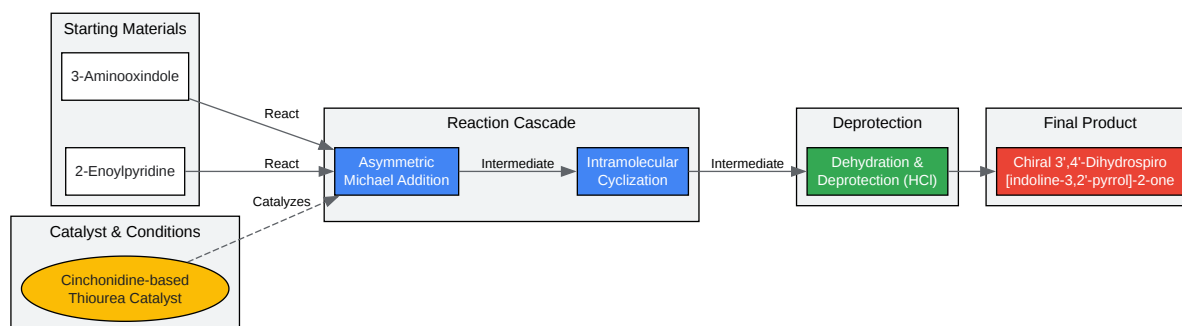 Starting Materials
3-Aminooxindole
2-Enoylpyridine
Catalyst & Conditions
Cinchonidine-based
Thiourea Catalyst
React
React
Catalyzes
Reaction Cascade
Asymmetric
Michael Addition
Intermediate
Intramolecular
Cyclization
Intermediate
Deprotection
Dehydration &
Deprotection (HCl)
Final Product
Chiral 3',4'-Dihydrospiro
[indoline-3,2'-pyrrol]-2-one